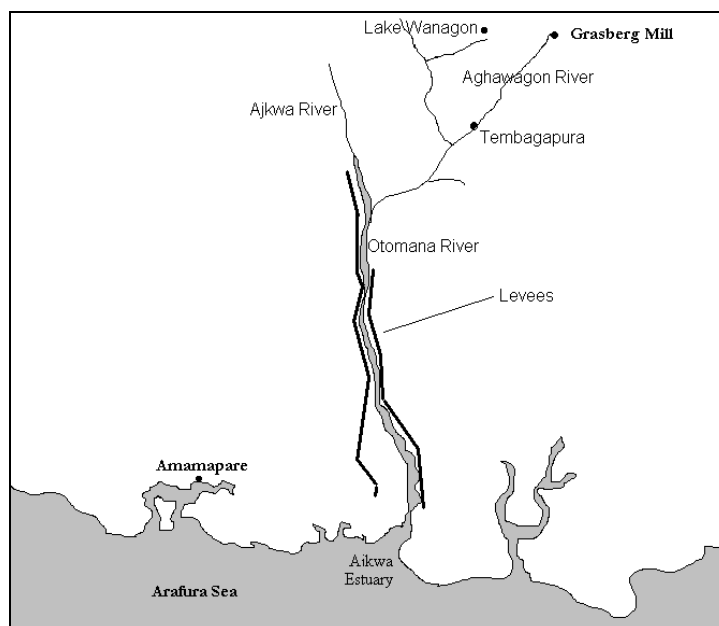 Lake Wanagon
Grasberg Mill
Aghawagon River
Ajkwa River
Tembagapura
Otomana River
Levees
Amamapare
Aikwa
Estuary
Arafura Sea